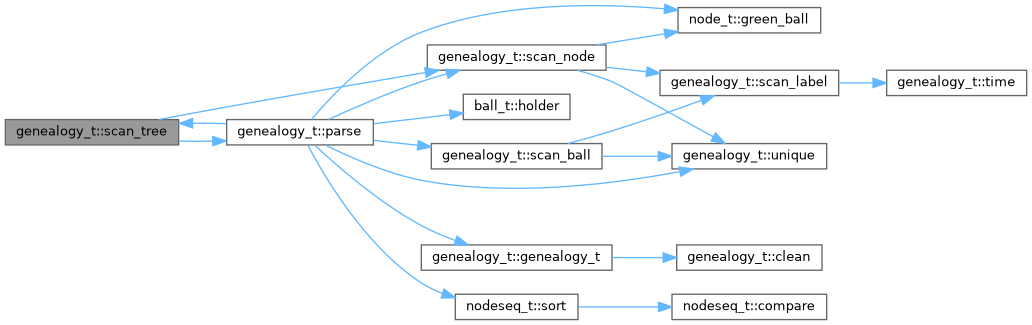 node_t::green_ball
genealogy_t::scan_node
genealogy_t::scan_label
genealogy_t::time
ball_t::holder
genealogy_t::scan_tree
genealogy_t::parse
genealogy_t::scan_ball
genealogy_t::unique
genealogy_t::genealogy_t
genealogy_t::clean
nodeseq_t::sort
nodeseq_t::compare